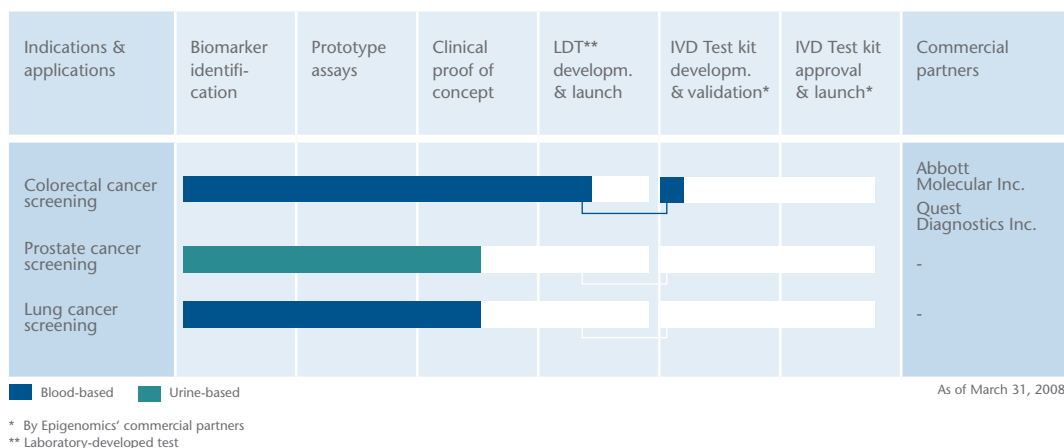 Indications &
applications
Biomarker
identifi-
cation
Prototype
assays
Clinical
proof of
concept
LDT**
developm.
& launch
IVD Test kit
developm.
& validation*
IVD Test kit
approval
& launch*
Commercial
partners
Colorectal cancer
screening
Abbott
Molecular Inc.
Quest
Diagnostics Inc.
Prostate cancer
screening
-
Lung cancer
screening
-
Blood-based
Urine-based
As of March 31, 2008
* By Epigenomics’ commercial partners
** Laboratory-developed test